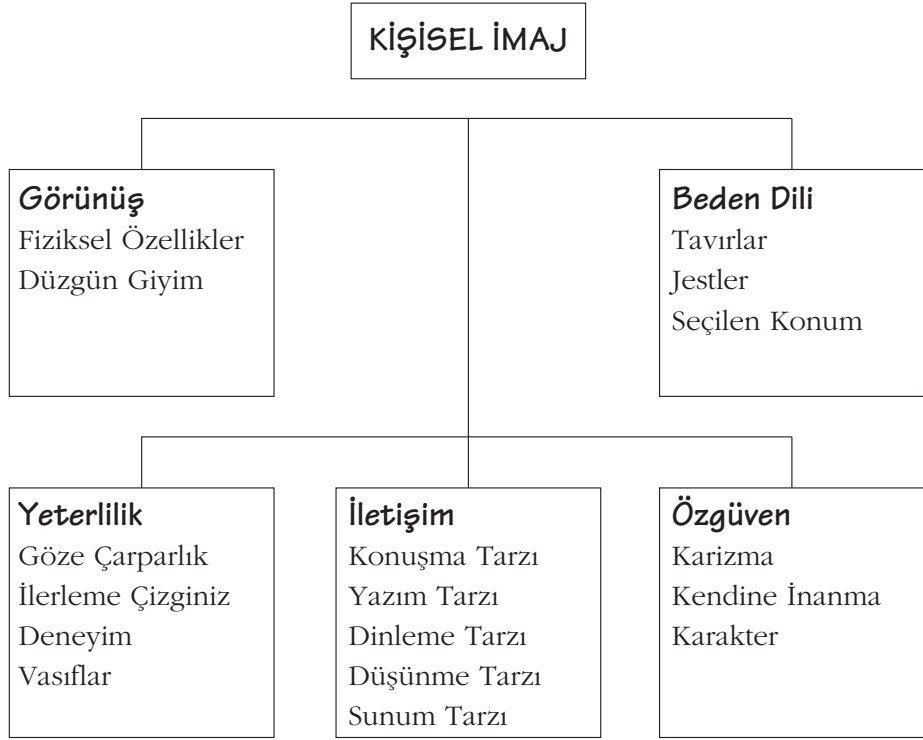 KİŞİSEL İMAJ
Görünüş
Fiziksel Özellikler
Düzgün Giyim
Beden Dili
Tavırlar
Jestler
Seçilen Konum
Yeterlilik
Göze Çarparlık
İlerleme Çizginiz
Deneyim
Vasıflar
İletişim
Konuşma Tarzı
Yazım Tarzı
Dinleme Tarzı
Düşünme Tarzı
Sunum Tarzı
Özgüven
Karizma
Kendine İnanma
Karakter